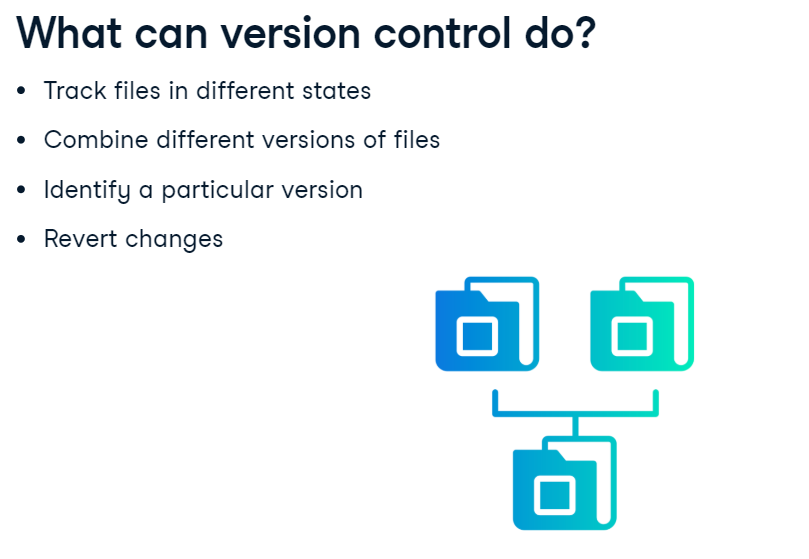 What can version control do?
• Track files in different states
• Combine different versions of files
• Identify a particular version
• Revert changes